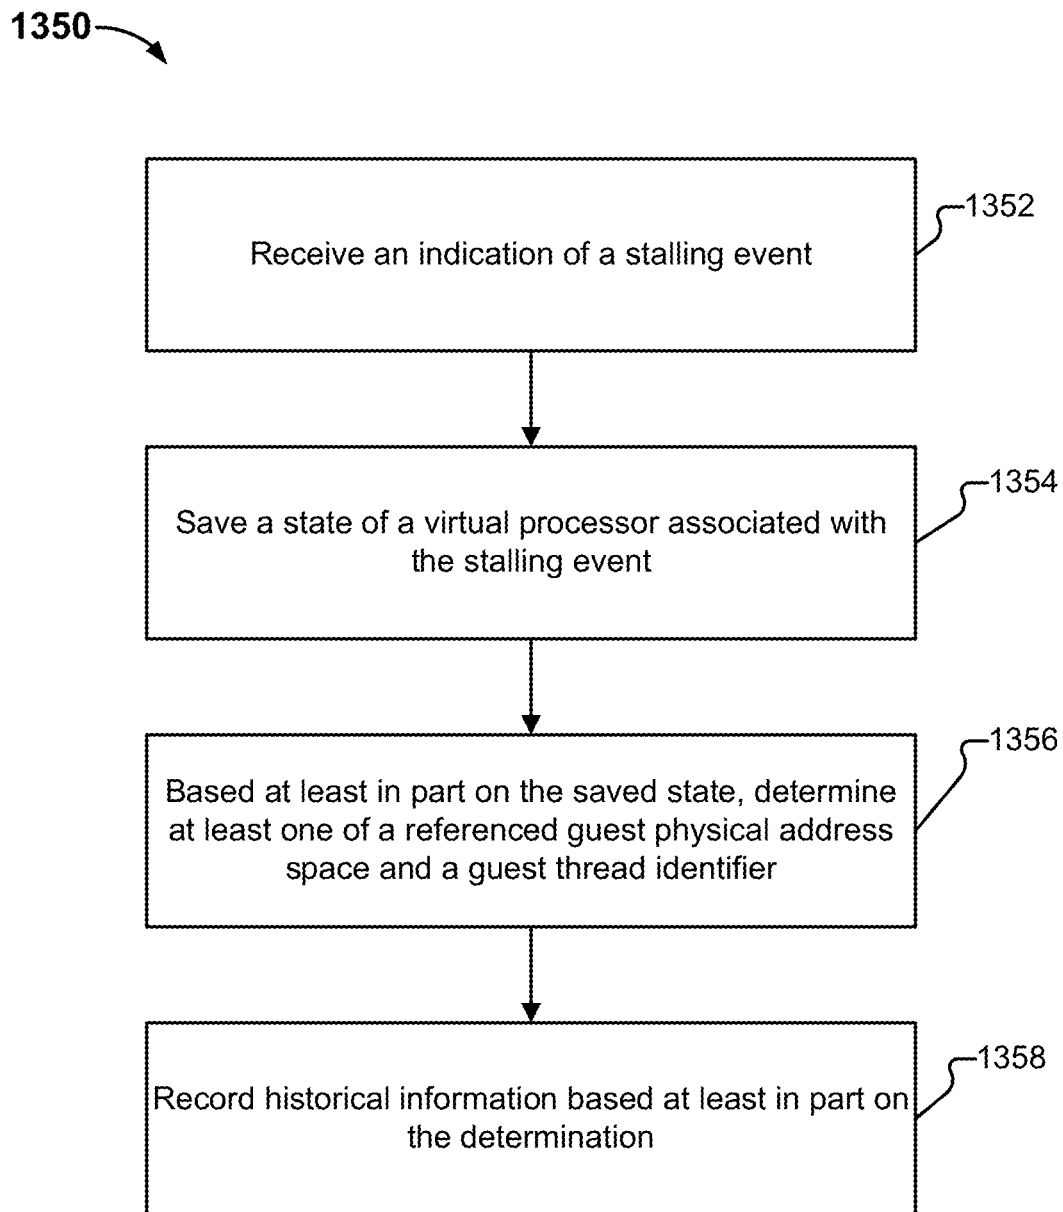 1350
1352
Receive an indication of a stalling event
1354
Save a state of a virtual processor associated with
the stalling event
1356
Based at least in part on the saved state, determine
at least one of a referenced guest physical address
space and a guest thread identifier
1358
Record historical information based at least in part on
the determination